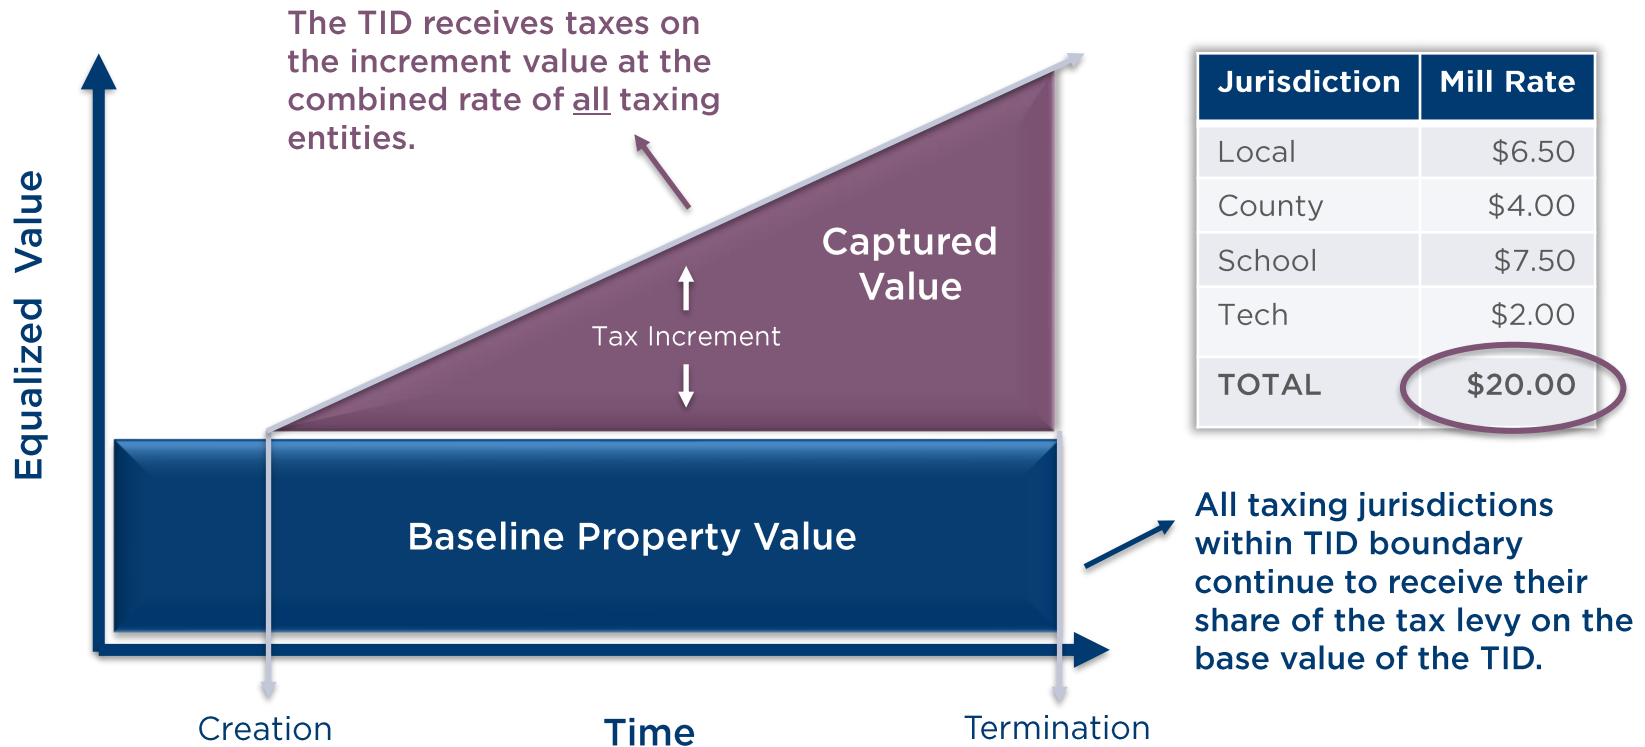 The TID receives taxes on
the increment value at the
combined rate of all taxing
entities.
Equalized Value
Captured
Value
Tax Increment
Baseline Property Value
Creation
Time
Termination
Jurisdiction Mill Rate
Local $6.50
County $4.00
School $7.50
Tech $2.00
TOTAL $20.00
All taxing jurisdictions
within TID boundary
continue to receive their
share of the tax levy on the
base value of the TID.